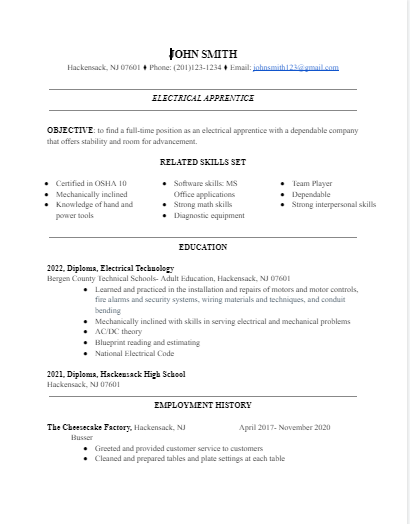 JOHN SMITH
Hackensack, NJ 07601 ♦ Phone: (201)123-1234 ♦ Email: johnsmith123@gmail.com
ELECTRICAL APPRENTICE
OBJECTIVE: to find a full-time position as an electrical apprentice with a dependable company
that offers stability and room for advancement.
RELATED SKILLS SET
● Certified in OSHA 10
● Mechanically inclined
● Knowledge of hand and
power tools
● Software skills: MS
Office applications
● Strong math skills
● Diagnostic equipment
● Team Player
● Dependable
● Strong interpersonal skills
EDUCATION
2022, Diploma, Electrical Technology
Bergen County Technical Schools- Adult Education, Hackensack, NJ 07601
● Learned and practiced in the installation and repairs of motors and motor controls,
fire alarms and security systems, wiring materials and techniques, and conduit
bending
● Mechanically inclined with skills in serving electrical and mechanical problems
● AC/DC theory
● Blueprint reading and estimating
● National Electrical Code
2021, Diploma, Hackensack High School
Hackensack, NJ 07601
EMPLOYMENT HISTORY
The Cheesecake Factory, Hackensack, NJ April 2017- November 2020
Busser
● Greeted and provided customer service to customers
● Cleaned and prepared tables and plate settings at each table